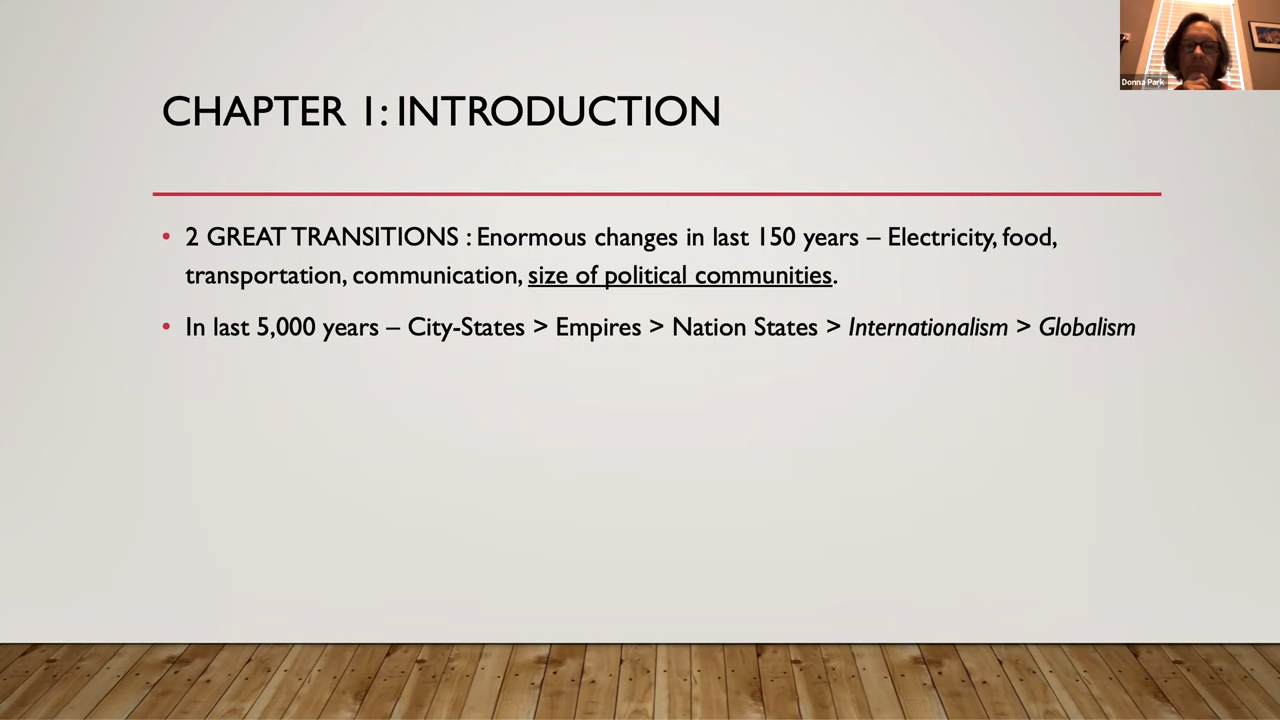 Donna Park
CHAPTER 1: INTRODUCTION
• 2 GREAT TRANSITIONS : Enormous changes in last 150 years – Electricity, food,
transportation, communication, size of political communities.
• In last 5,000 years – City-States > Empires > Nation States > Internationalism > Globalism